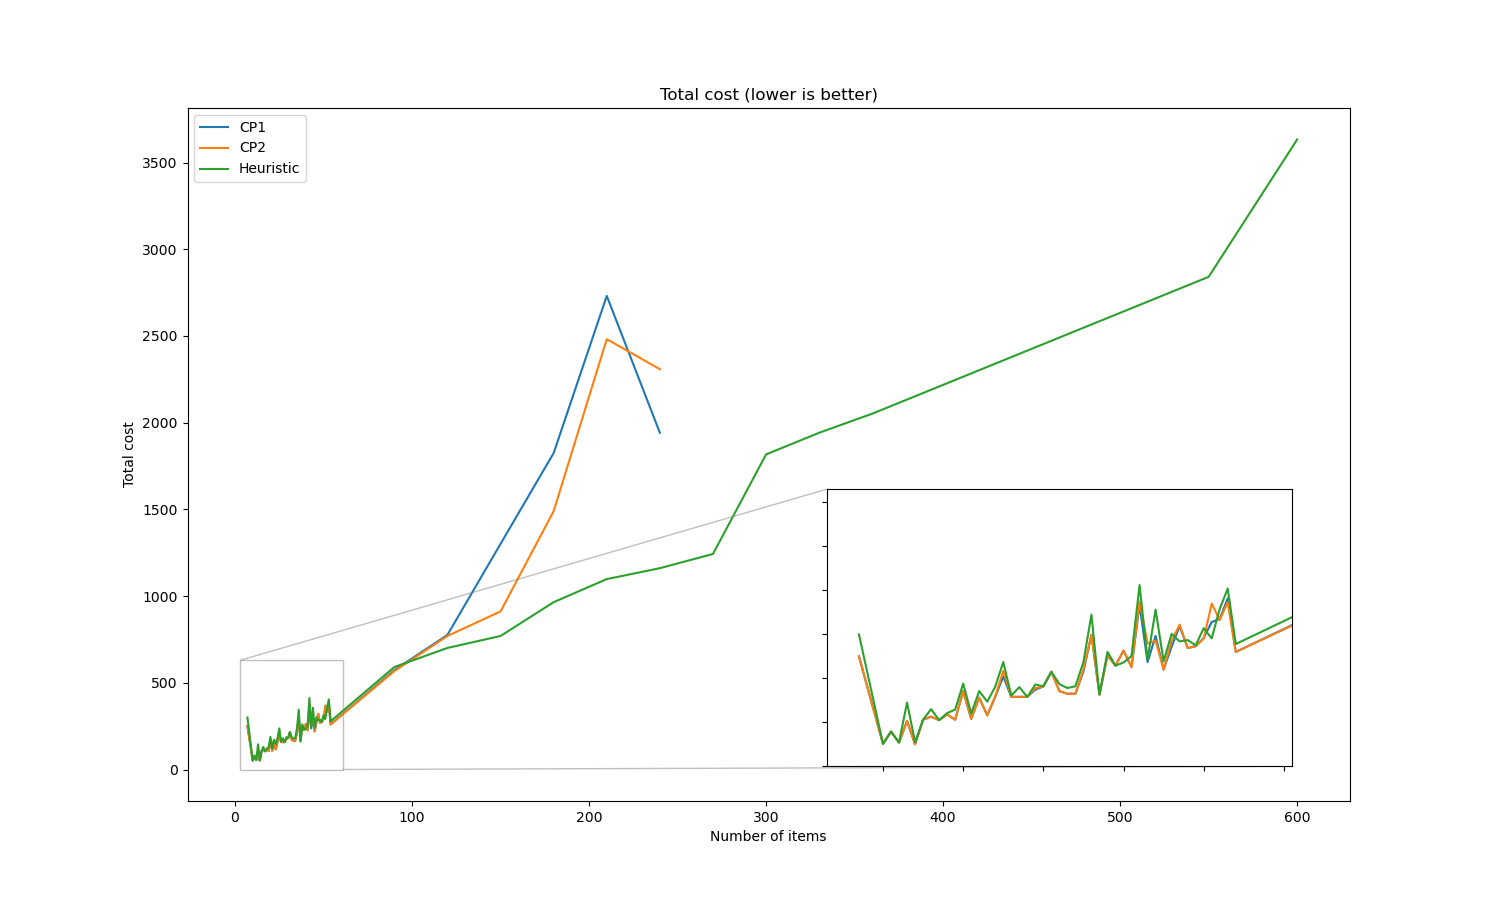 Total cost (lower is better)
CP1
CP2
Heuristic
3500
3000
2500
2000
1500
1000
500
0
Total cost
0 100 200 300 400 500 600
Number of items